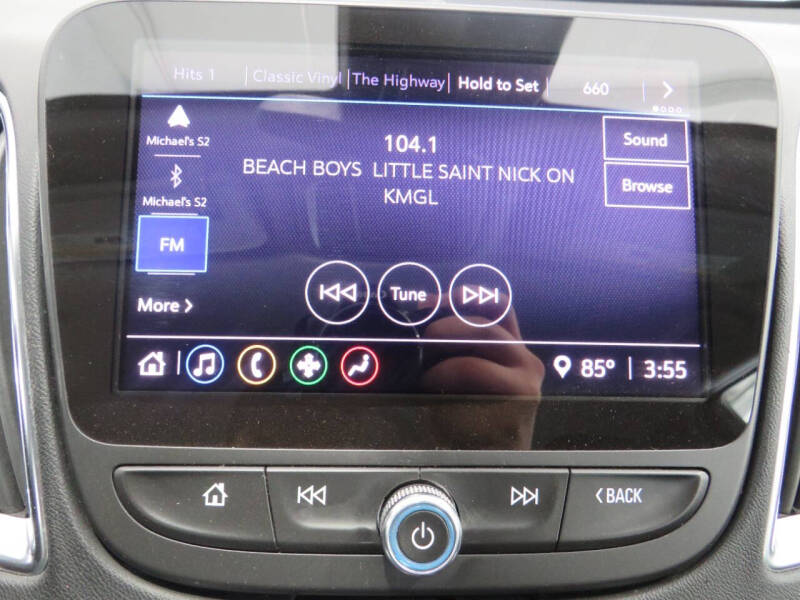 Hits 1 Classic Vinyl The Highway Hold to Set 660
Michael's S2
104.1
Sound
BEACH BOYS LITTLE SAINT NICK ON
KMGL
Michael's S2
Browse
FM
Tune
More >
85° 3:55
<BACK